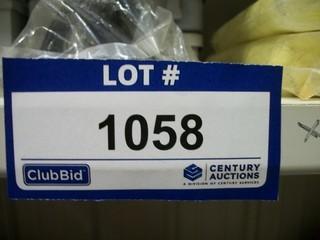 LOT #
1058
ClubBid
CENTURY
AUCTIONS
A DIVISION OF CENTURY SERVICES